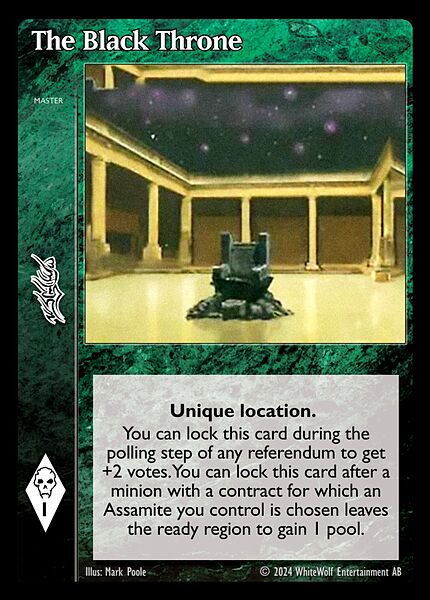 The Black Throne
MASTER
Unique location.
You can lock this card during the
polling step of any referendum to get
+2 votes. You can lock this card after a
minion with a contract for which an
Assamite you control is chosen leaves
the ready region to gain 1 pool.
1
Illus: Mark Poole © 2024 WhiteWolf Entertainment AB